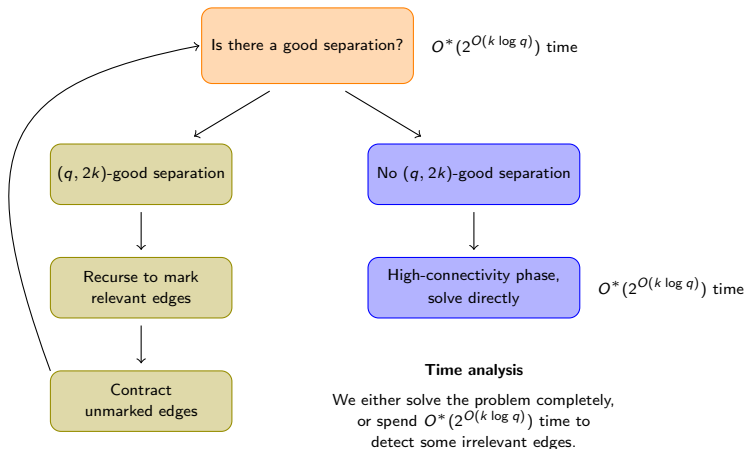 Is there a good separation?
O*(2^{O(k log q)}) time
(q, 2k)-good separation
No (q, 2k)-good separation
Recurse to mark
relevant edges
High-connectivity phase,
solve directly
O*(2^{O(k log q)}) time
Contract
unmarked edges
Time analysis
We either solve the problem completely,
or spend O*(2^{O(k log q)}) time to
detect some irrelevant edges.